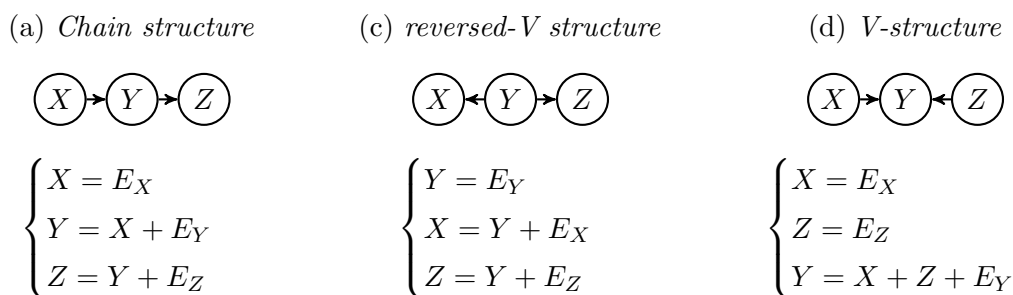 (a) Chain structure
X Y Z
X = E_X
Y = X + E_Y
Z = Y + E_Z
(c) reversed-V structure
X Y Z
Y = E_Y
X = Y + E_X
Z = Y + E_Z
(d) V-structure
X Y Z
X = E_X
Z = E_Z
Y = X + Z + E_Y